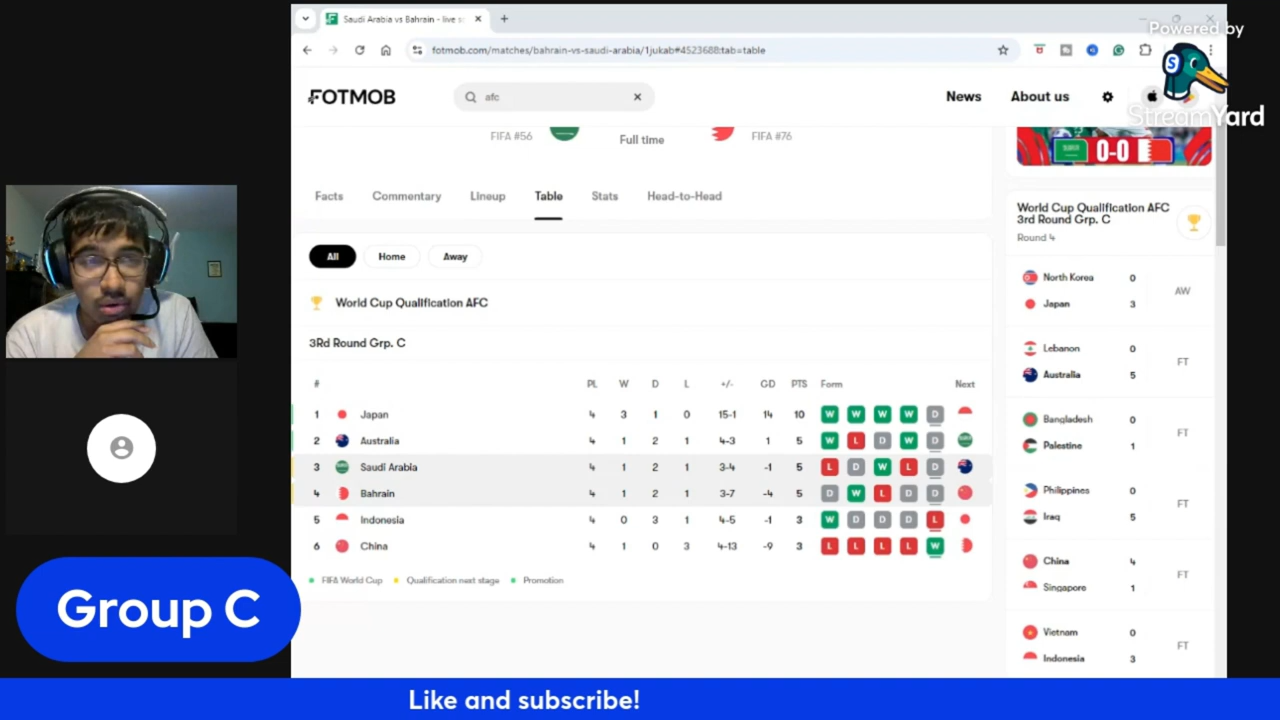 Saudi Arabia vs Bahrain - live sc
fotmob.com/matches/bahrain-vs-saudi-arabia/1jukab#4523688:tab=table
Powered by
StreamYard
FOTMOB
afc
News
About us
FIFA #56
Full time
FIFA #76
0-0
Facts
Commentary
Lineup
Table
Stats
Head-to-Head
All
Home
Away
World Cup Qualification AFC
3Rd Round Grp. C
# PL W D L +/- GD PTS Form Next
1 Japan 4 3 1 0 15-1 14 10 W W W W D
2 Australia 4 1 2 1 4-3 1 5 W L D W D
3 Saudi Arabia 4 1 2 1 3-4 -1 5 L D W L D
4 Bahrain 4 1 2 1 3-7 -4 5 D W L D D
5 Indonesia 4 0 3 1 4-5 -1 3 W D D D L
6 China 4 1 0 3 4-13 -9 3 L L L L W
FIFA World Cup
Qualification next stage
Promotion
World Cup Qualification AFC
3rd Round Grp. C
Round 4
North Korea 0
Japan 3
AW
Lebanon 0
Australia 5
FT
Bangladesh 0
Palestine 1
FT
Philippines 0
Iraq 5
FT
China 4
Singapore 1
FT
Vietnam 0
Indonesia 3
FT
Group C
Like and subscribe!